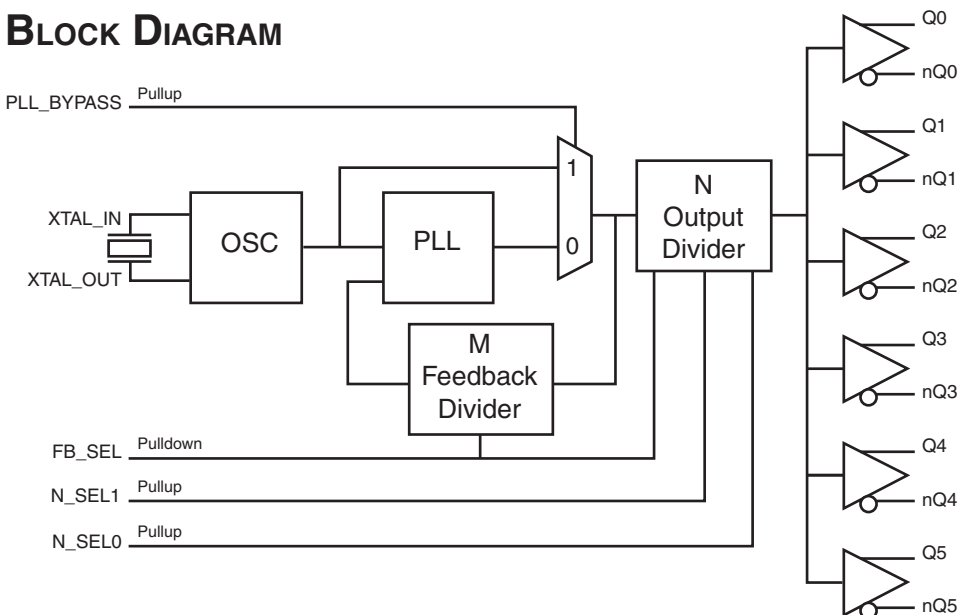 BLOCK DIAGRAM
PLL_BYPASS Pullup
XTAL_IN
XTAL_OUT
OSC
PLL
1
0
N
Output
Divider
M
Feedback
Divider
FB_SEL Pulldown
N_SEL1 Pullup
N_SEL0 Pullup
Q0
nQ0
Q1
nQ1
Q2
nQ2
Q3
nQ3
Q4
nQ4
Q5
nQ5